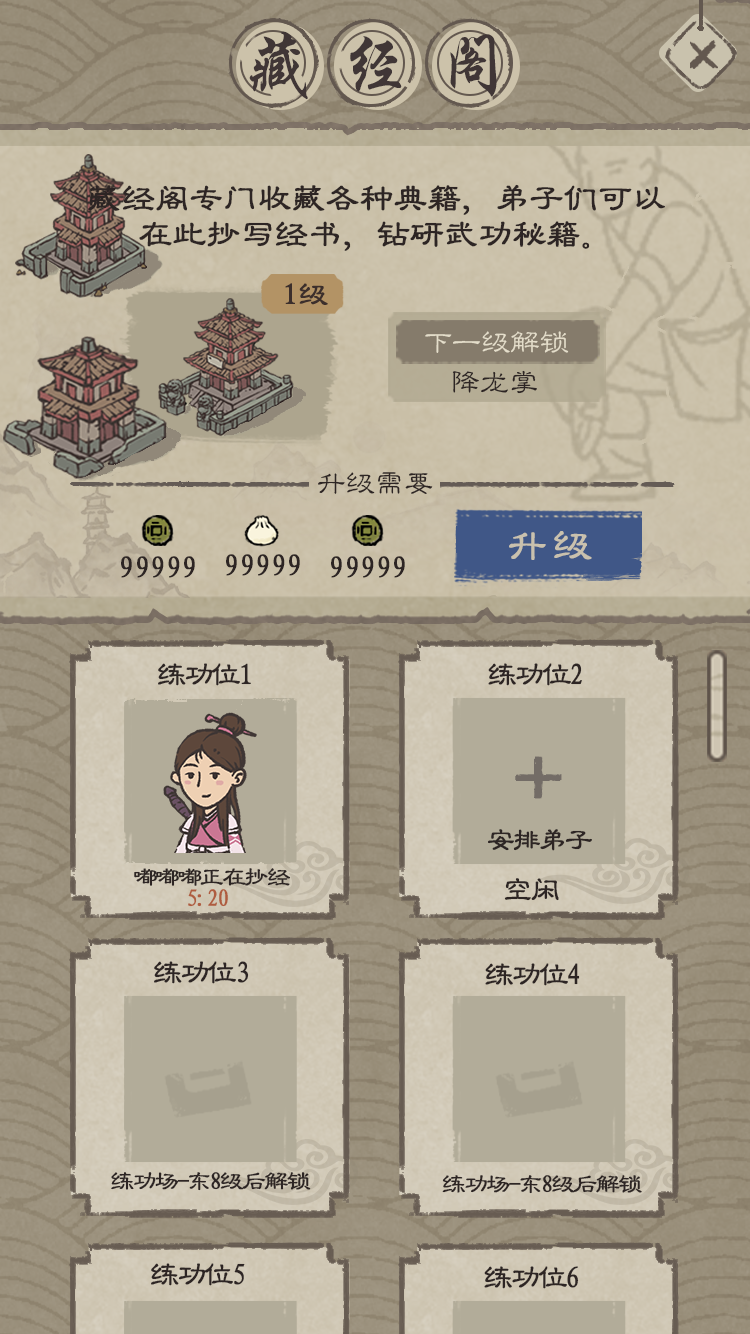 藏经阁
藏经阁专门收藏各种典籍，弟子们可以
在此抄写经书，钻研武功秘籍。
1级
下一级解锁
降龙掌
升级需要
99999 99999 99999
升级
练功位1 练功位2
安排弟子
嘟嘟嘟正在抄经 空闲
5:20
练功位3 练功位4
练功场-东8级后解锁 练功场-东8级后解锁
练功位5 练功位6